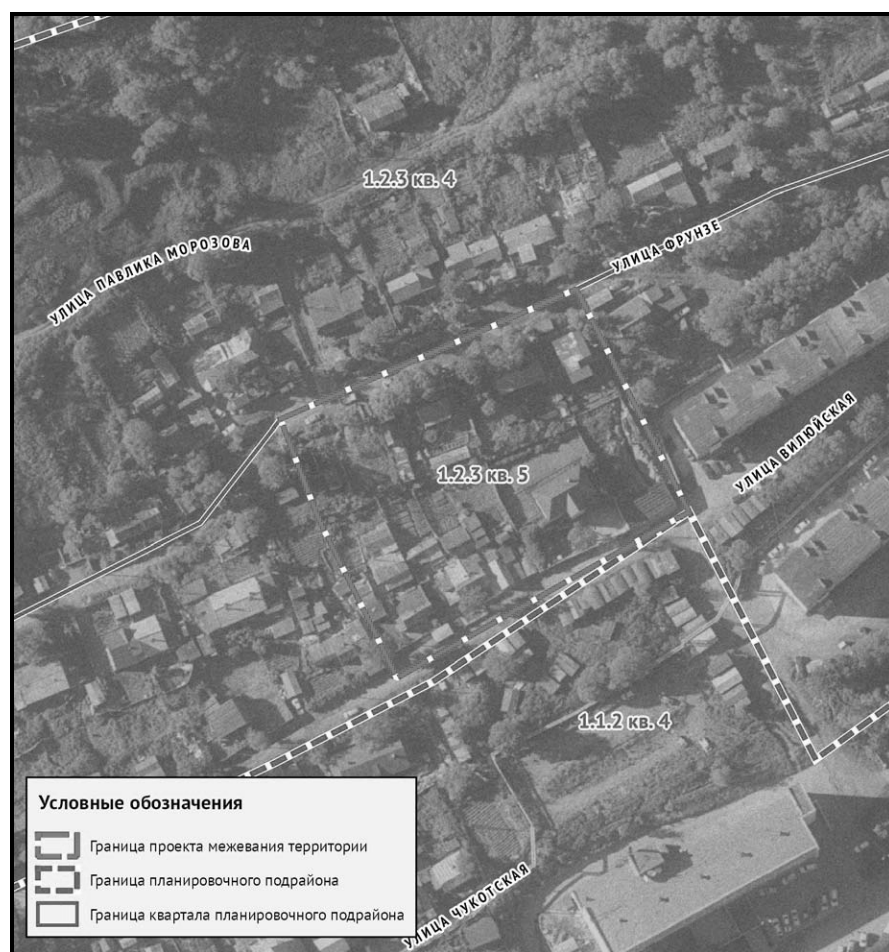 1.2.3 кв. 4
УЛИЦА ПАВЛИКА МОРОЗОВА
УЛИЦА ФРУНЗЕ
1.2.3 кв. 5
УЛИЦА ВИЛЮЙСКАЯ
1.1.2 кв. 4
Условные обозначения
Граница проекта межевания территории
Граница планировочного подрайона
Граница квартала планировочного подрайона
УЛИЦА ЧУКОТСКАЯ